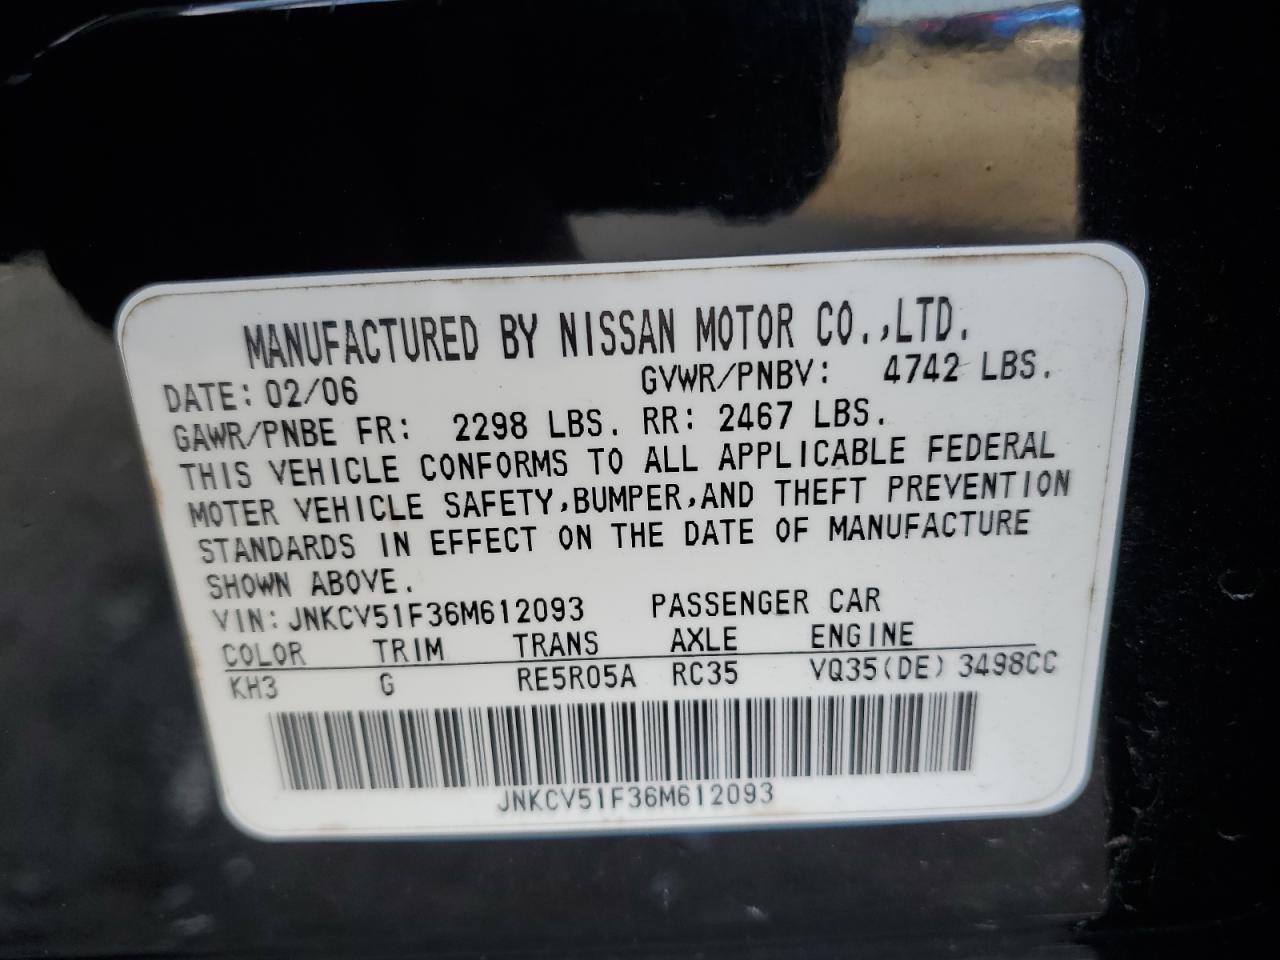 MANUFACTURED BY NISSAN MOTOR CO.,LTD.
DATE: 02/06 GVWR/PNBV: 4742 LBS.
GAWR/PNBE FR: 2298 LBS. RR: 2467 LBS.
THIS VEHICLE CONFORMS TO ALL APPLICABLE FEDERAL
MOTER VEHICLE SAFETY,BUMPER,AND THEFT PREVENTION
STANDARDS IN EFFECT ON THE DATE OF MANUFACTURE
SHOWN ABOVE.
VIN: JNKCV51F36M612093 PASSENGER CAR
COLOR TRIM TRANS AXLE ENGINE
KH3 G RE5R05A RC35 VQ35(DE) 3498CC
JNKCV51F36M612093